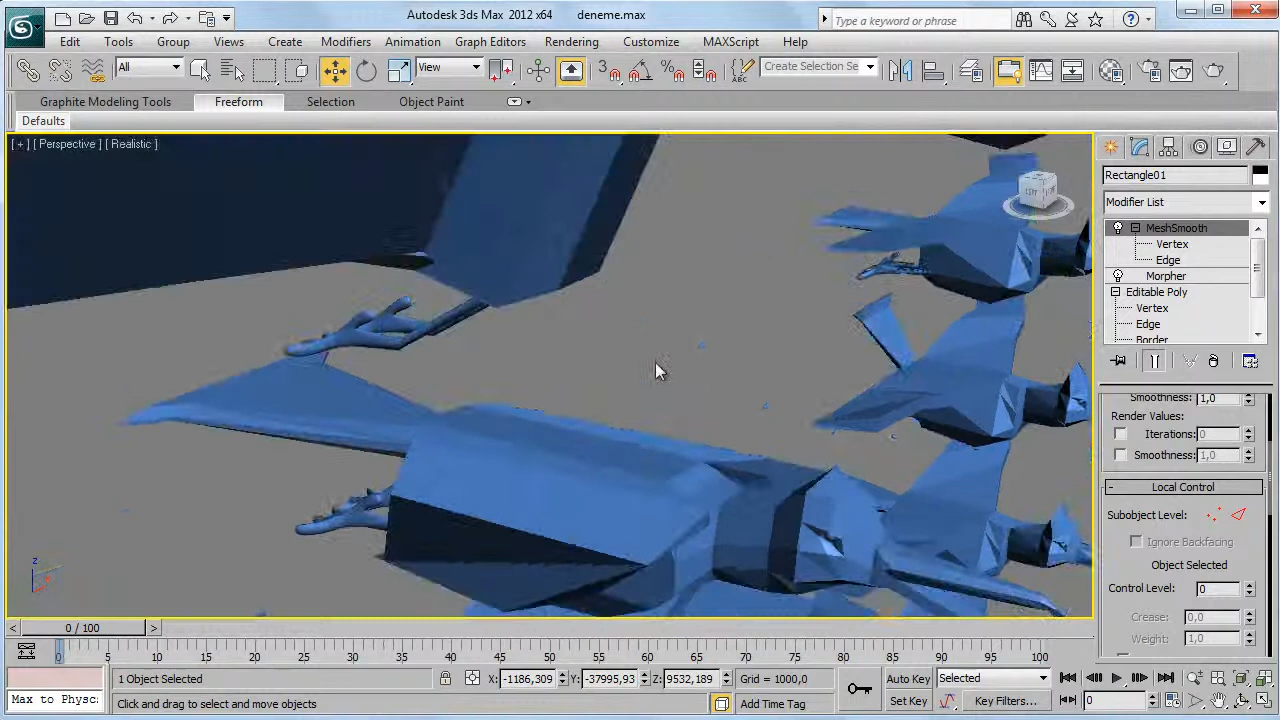 Autodesk 3ds Max 2012 x64 deneme.max
Type a keyword or phrase
Edit Tools Group Views Create Modifiers Animation Graph Editors Rendering Customize MAXScript Help
All View 3 ABC Create Selection Se
Graphite Modeling Tools Freeform Selection Object Paint
Defaults
[ + ] [ Perspective ] [ Realistic ]
Rectangle01
Modifier List
MeshSmooth
Vertex
Edge
Morpher
Editable Poly
Vertex
Edge
Border
Smoothness: 1,0
Render Values:
Iterations: 0
Smoothness: 1,0
- Local Control
Subobject Level:
Ignore Backfacing
Object Selected
Control Level: 0
Crease: 0,0
Weight: 1,0
z
< 0 / 100 >
0 5 10 15 20 25 30 35 40 45 50 55 60 65 70 75 80 85 90 95 100
1 Object Selected X: -1186,309 Y: -37995,93 Z: 9532,189 Grid = 1000,0 Auto Key Selected
Max to Physc
Click and drag to select and move objects Add Time Tag Set Key Key Filters... 0